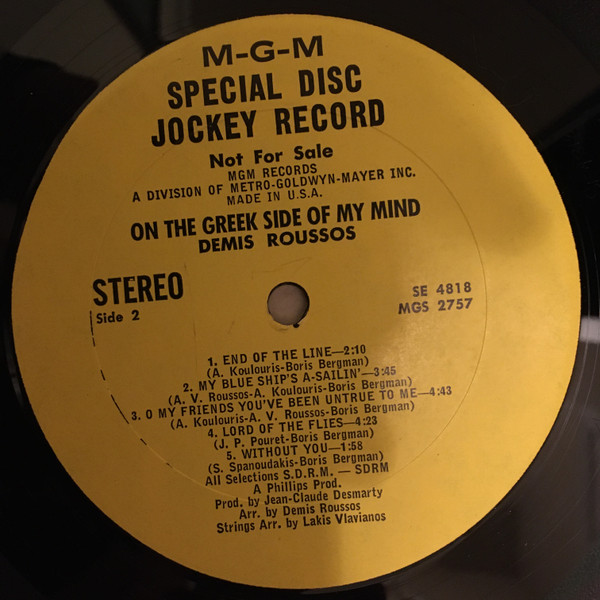 M-G-M
SPECIAL DISC
JOCKEY RECORD
Not For Sale
MGM RECORDS
A DIVISION OF METRO-GOLDWYN-MAYER INC.
MADE IN U.S.A.
ON THE GREEK SIDE OF MY MIND
DEMIS ROUSSOS
STEREO
Side 2
SE 4818
MGS 2757
1. END OF THE LINE—2:10
(A. Koulouris-Boris Bergman)
2. MY BLUE SHIP'S A-SAILIN'—3:45
(A. V. Roussos-A. Koulouris-Boris Bergman)
3. O MY FRIENDS YOU'VE BEEN UNTRUE TO ME—4:43
(A. Koulouris-A. V. Roussos-Boris Bergman)
4. LORD OF THE FLIES—4:23
(J. P. Pouret-Boris Bergman)
5. WITHOUT YOU—1:58
(S. Spanoudakis-Boris Bergman)
All Selections S.D.R.M. — SDRM
A Phillips Prod.
Prod. by Jean-Claude Desmarty
Arr. by Demis Roussos
Strings Arr. by Lakis Vlavianos